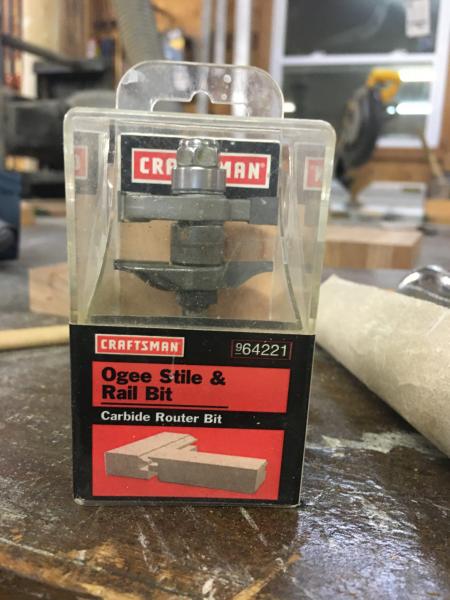 CRAFTSMAN®
CRAFTSMAN 964221
Ogee Stile &
Rail Bit
Carbide Router Bit